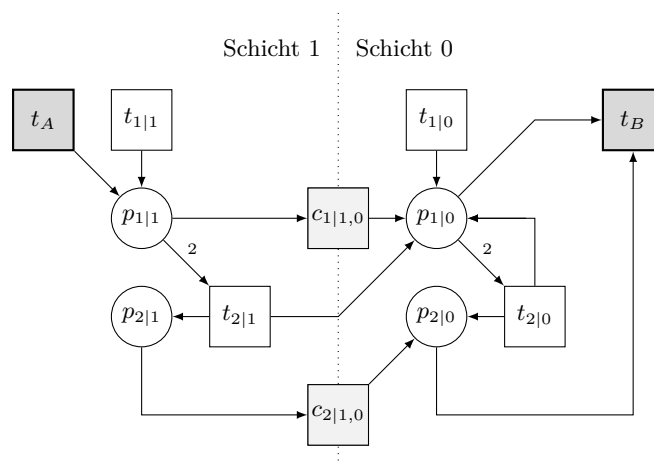 Schicht 1 Schicht 0
t_A t_{1|1} t_{1|0} t_B
p_{1|1} c_{1|1,0} p_{1|0}
2 2
p_{2|1} t_{2|1} p_{2|0} t_{2|0}
c_{2|1,0}